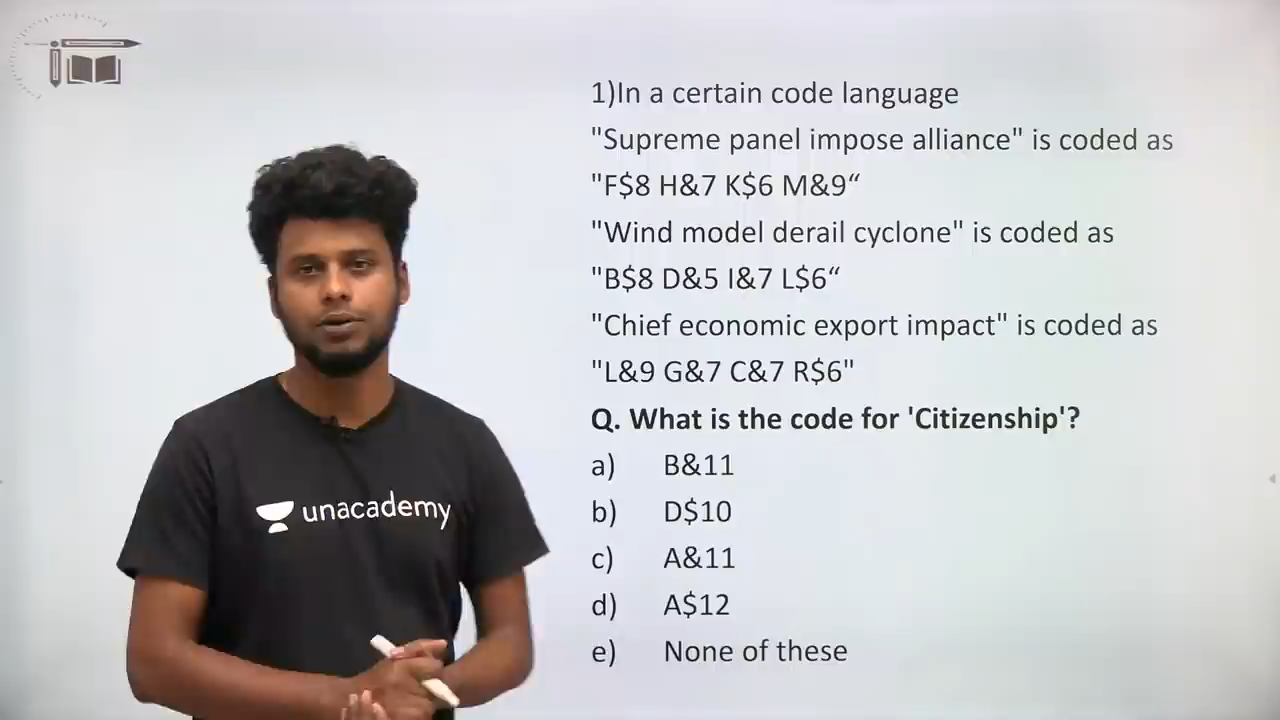 1)In a certain code language
"Supreme panel impose alliance" is coded as
"F$8 H&7 K$6 M&9“
"Wind model derail cyclone" is coded as
"B$8 D&5 I&7 L$6“
"Chief economic export impact" is coded as
"L&9 G&7 C&7 R$6"
Q. What is the code for 'Citizenship'?
a) B&11
b) D$10
c) A&11
d) A$12
e) None of these
unacademy